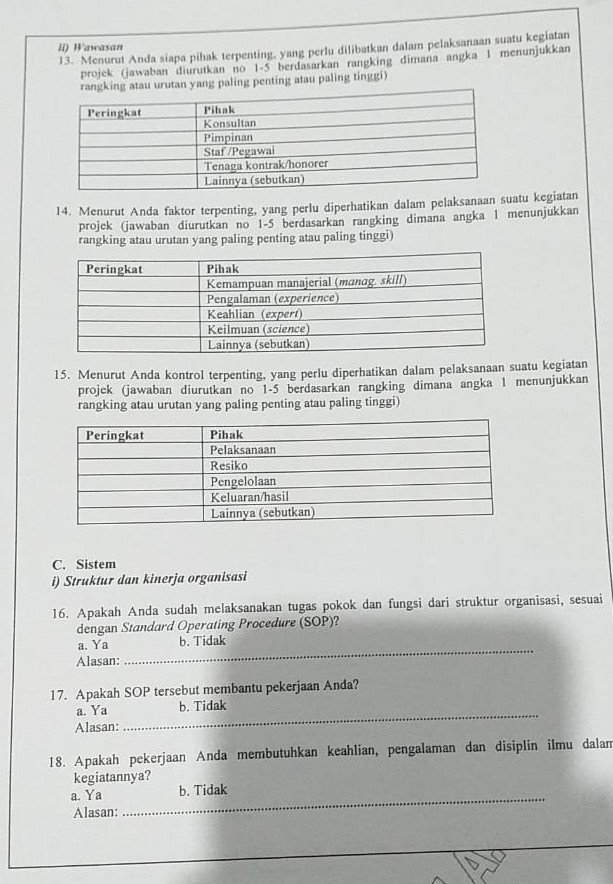 ii) Wawasan
13. Menurut Anda siapa pihak terpenting, yang perlu dilibatkan dalam pelaksanaan suatu kegiatan
projek (jawaban diurutkan no 1-5 berdasarkan rangking dimana angka 1 menunjukkan
rangking atau urutan yang paling penting atau paling tinggi)
Peringkat Pihak
Konsultan
Pimpinan
Staf /Pegawai
Tenaga kontrak/honorer
Lainnya (sebutkan)
14. Menurut Anda faktor terpenting, yang perlu diperhatikan dalam pelaksanaan suatu kegiatan
projek (jawaban diurutkan no 1-5 berdasarkan rangking dimana angka 1 menunjukkan
rangking atau urutan yang paling penting atau paling tinggi)
Peringkat Pihak
Kemampuan manajerial (manag. skill)
Pengalaman (experience)
Keahlian (expert)
Keilmuan (science)
Lainnya (sebutkan)
15. Menurut Anda kontrol terpenting, yang perlu diperhatikan dalam pelaksanaan suatu kegiatan
projek (jawaban diurutkan no 1-5 berdasarkan rangking dimana angka 1 menunjukkan
rangking atau urutan yang paling penting atau paling tinggi)
Peringkat Pihak
Pelaksanaan
Resiko
Pengelolaan
Keluaran/hasil
Lainnya (sebutkan)
C. Sistem
i) Struktur dan kinerja organisasi
16. Apakah Anda sudah melaksanakan tugas pokok dan fungsi dari struktur organisasi, sesuai
dengan Standard Operating Procedure (SOP)?
a. Ya b. Tidak
Alasan: ....................
17. Apakah SOP tersebut membantu pekerjaan Anda?
a. Ya b. Tidak
Alasan: ....................
18. Apakah pekerjaan Anda membutuhkan keahlian, pengalaman dan disiplin ilmu dalam
kegiatannya?
a. Ya b. Tidak
Alasan: ....................